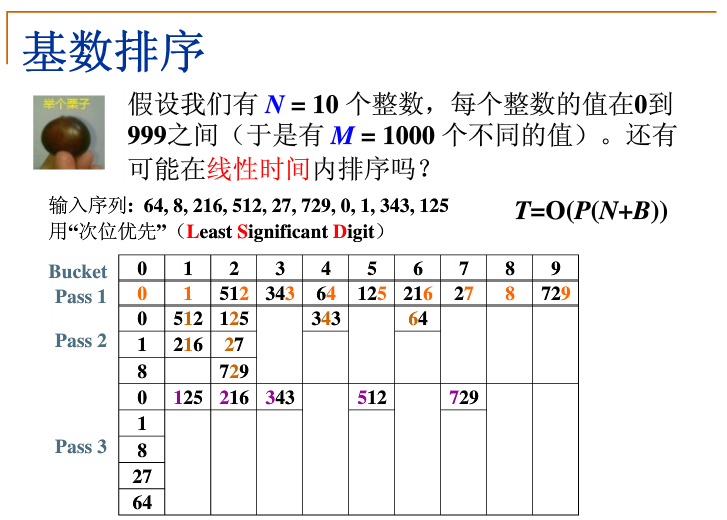 基数排序
举个栗子
假设我们有 N = 10 个整数，每个整数的值在0到
999之间（于是有 M = 1000 个不同的值）。还有
可能在线性时间内排序吗？
输入序列: 64, 8, 216, 512, 27, 729, 0, 1, 343, 125
T=O(P(N+B))
用“次位优先”（Least Significant Digit）
Bucket 0 1 2 3 4 5 6 7 8 9
Pass 1 0 1 512 343 64 125 216 27 8 729
0 512 125 343 64
Pass 2 1 216 27
8 729
0 125 216 343 512 729
1
Pass 3 8
27
64